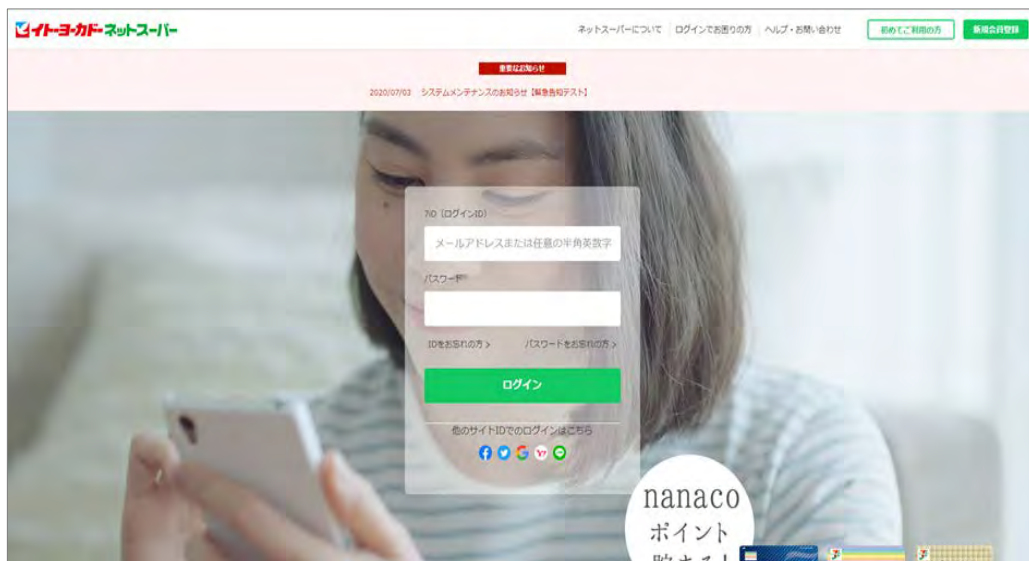 イトーヨーカドー ネットスーパー
ネットスーパーについて ログインでお困りの方 ヘルプ・お問い合わせ 初めてご利用の方 新規会員登録
重要なお知らせ
2020/07/03 システムメンテナンスのお知らせ【緊急告知テスト】
7iD（ログインID）
メールアドレスまたは任意の半角英数字
パスワード
IDをお忘れの方 > パスワードをお忘れの方 >
ログイン
他のサイトIDでのログインはこちら
nanaco
ポイント
貯まる！